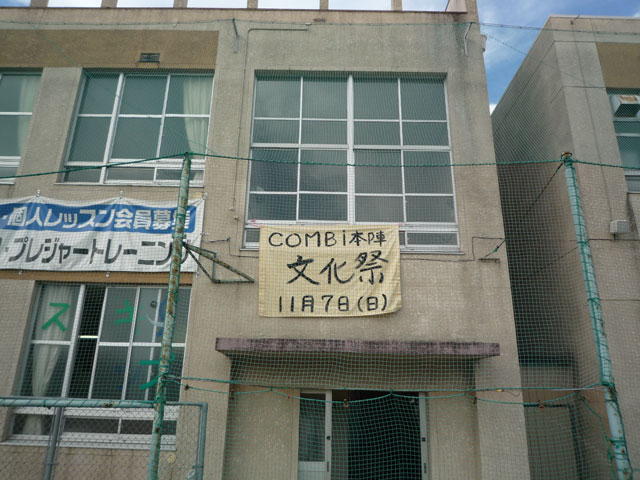 ・個人レッスン会員募集
・プレジャートレーニング
COMBi本陣
文化祭
11月7日(日)